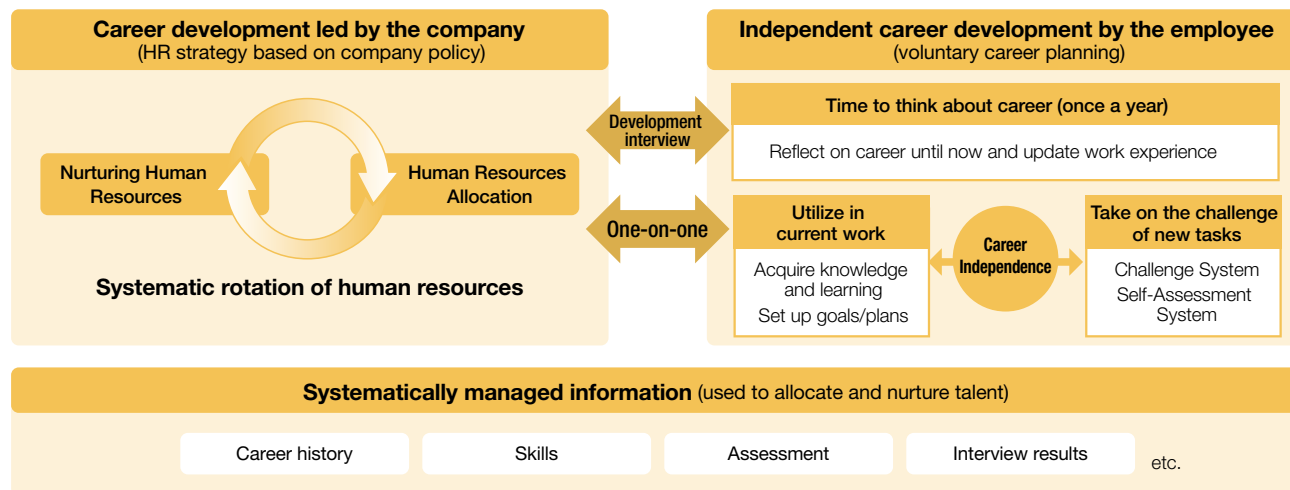 Career development led by the company
(HR strategy based on company policy)
Nurturing Human
Resources
Human Resources
Allocation
Systematic rotation of human resources
Development
interview
One-on-one
Independent career development by the employee
(voluntary career planning)
Time to think about career (once a year)
Reflect on career until now and update work experience
Utilize in
current work
Acquire knowledge
and learning
Set up goals/plans
Career
Independence
Take on the challenge
of new tasks
Challenge System
Self-Assessment
System
Systematically managed information (used to allocate and nurture talent)
Career history
Skills
Assessment
Interview results
etc.